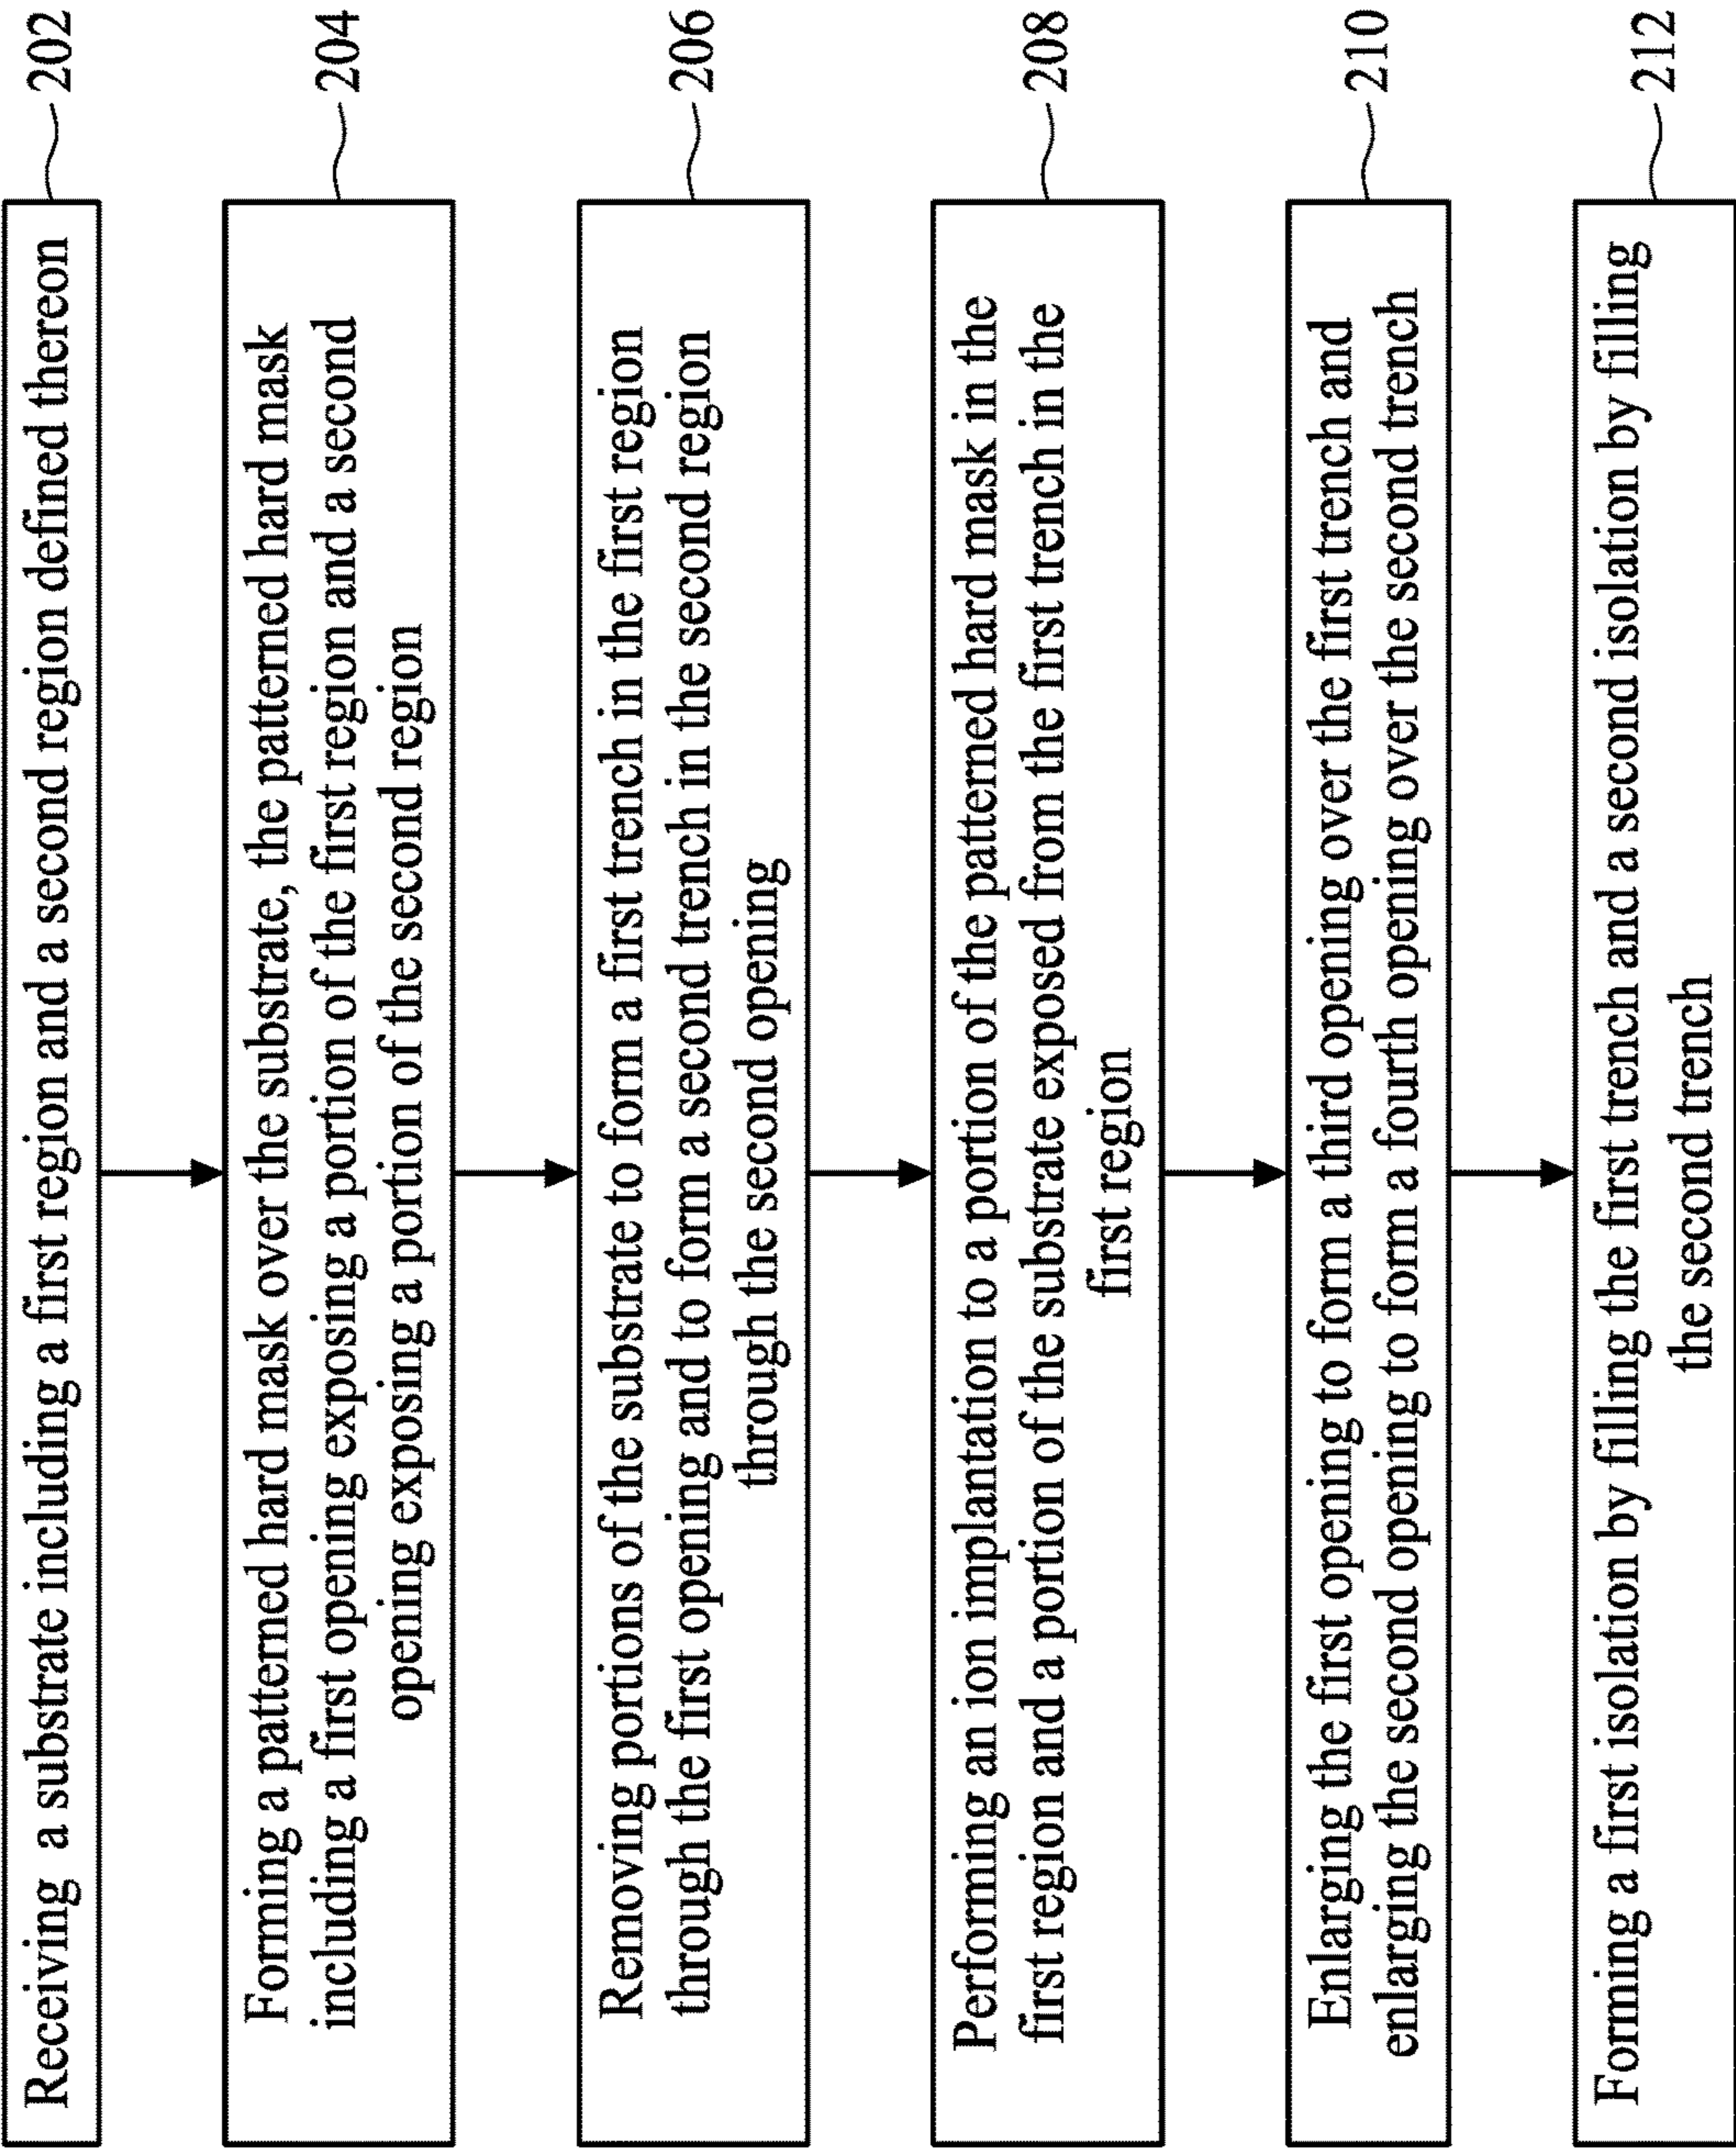 Receiving a substrate including a first region and a second region defined thereon
202
Forming a patterned hard mask over the substrate, the patterned hard mask
including a first opening exposing a portion of the first region and a second
opening exposing a portion of the second region
204
Removing portions of the substrate to form a first trench in the first region
through the first opening and to form a second trench in the second region
through the second opening
206
Performing an ion implantation to a portion of the patterned hard mask in the
first region and a portion of the substrate exposed from the first trench in the
first region
208
Enlarging the first opening to form a third opening over the first trench and
enlarging the second opening to form a fourth opening over the second trench
210
Forming a first isolation by filling the first trench and a second isolation by filling
the second trench
212